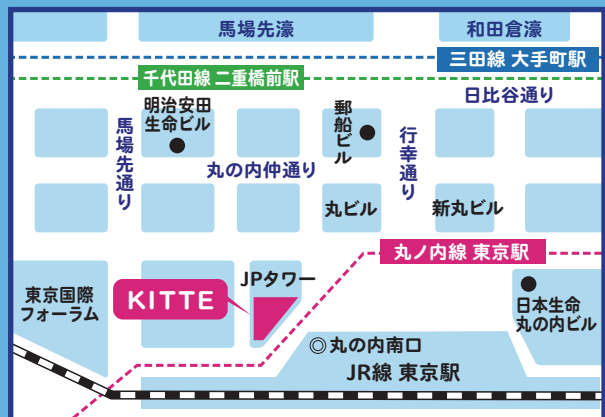 馬場先濠
和田倉濠
三田線 大手町駅
千代田線 二重橋前駅
日比谷通り
明治安田
生命ビル
郵船ビル
馬場先通り
行幸通り
丸の内仲通り
丸ビル
新丸ビル
丸ノ内線 東京駅
JPタワー
KITTE
東京国際
フォーラム
日本生命
丸の内ビル
◎丸の内南口
JR線 東京駅